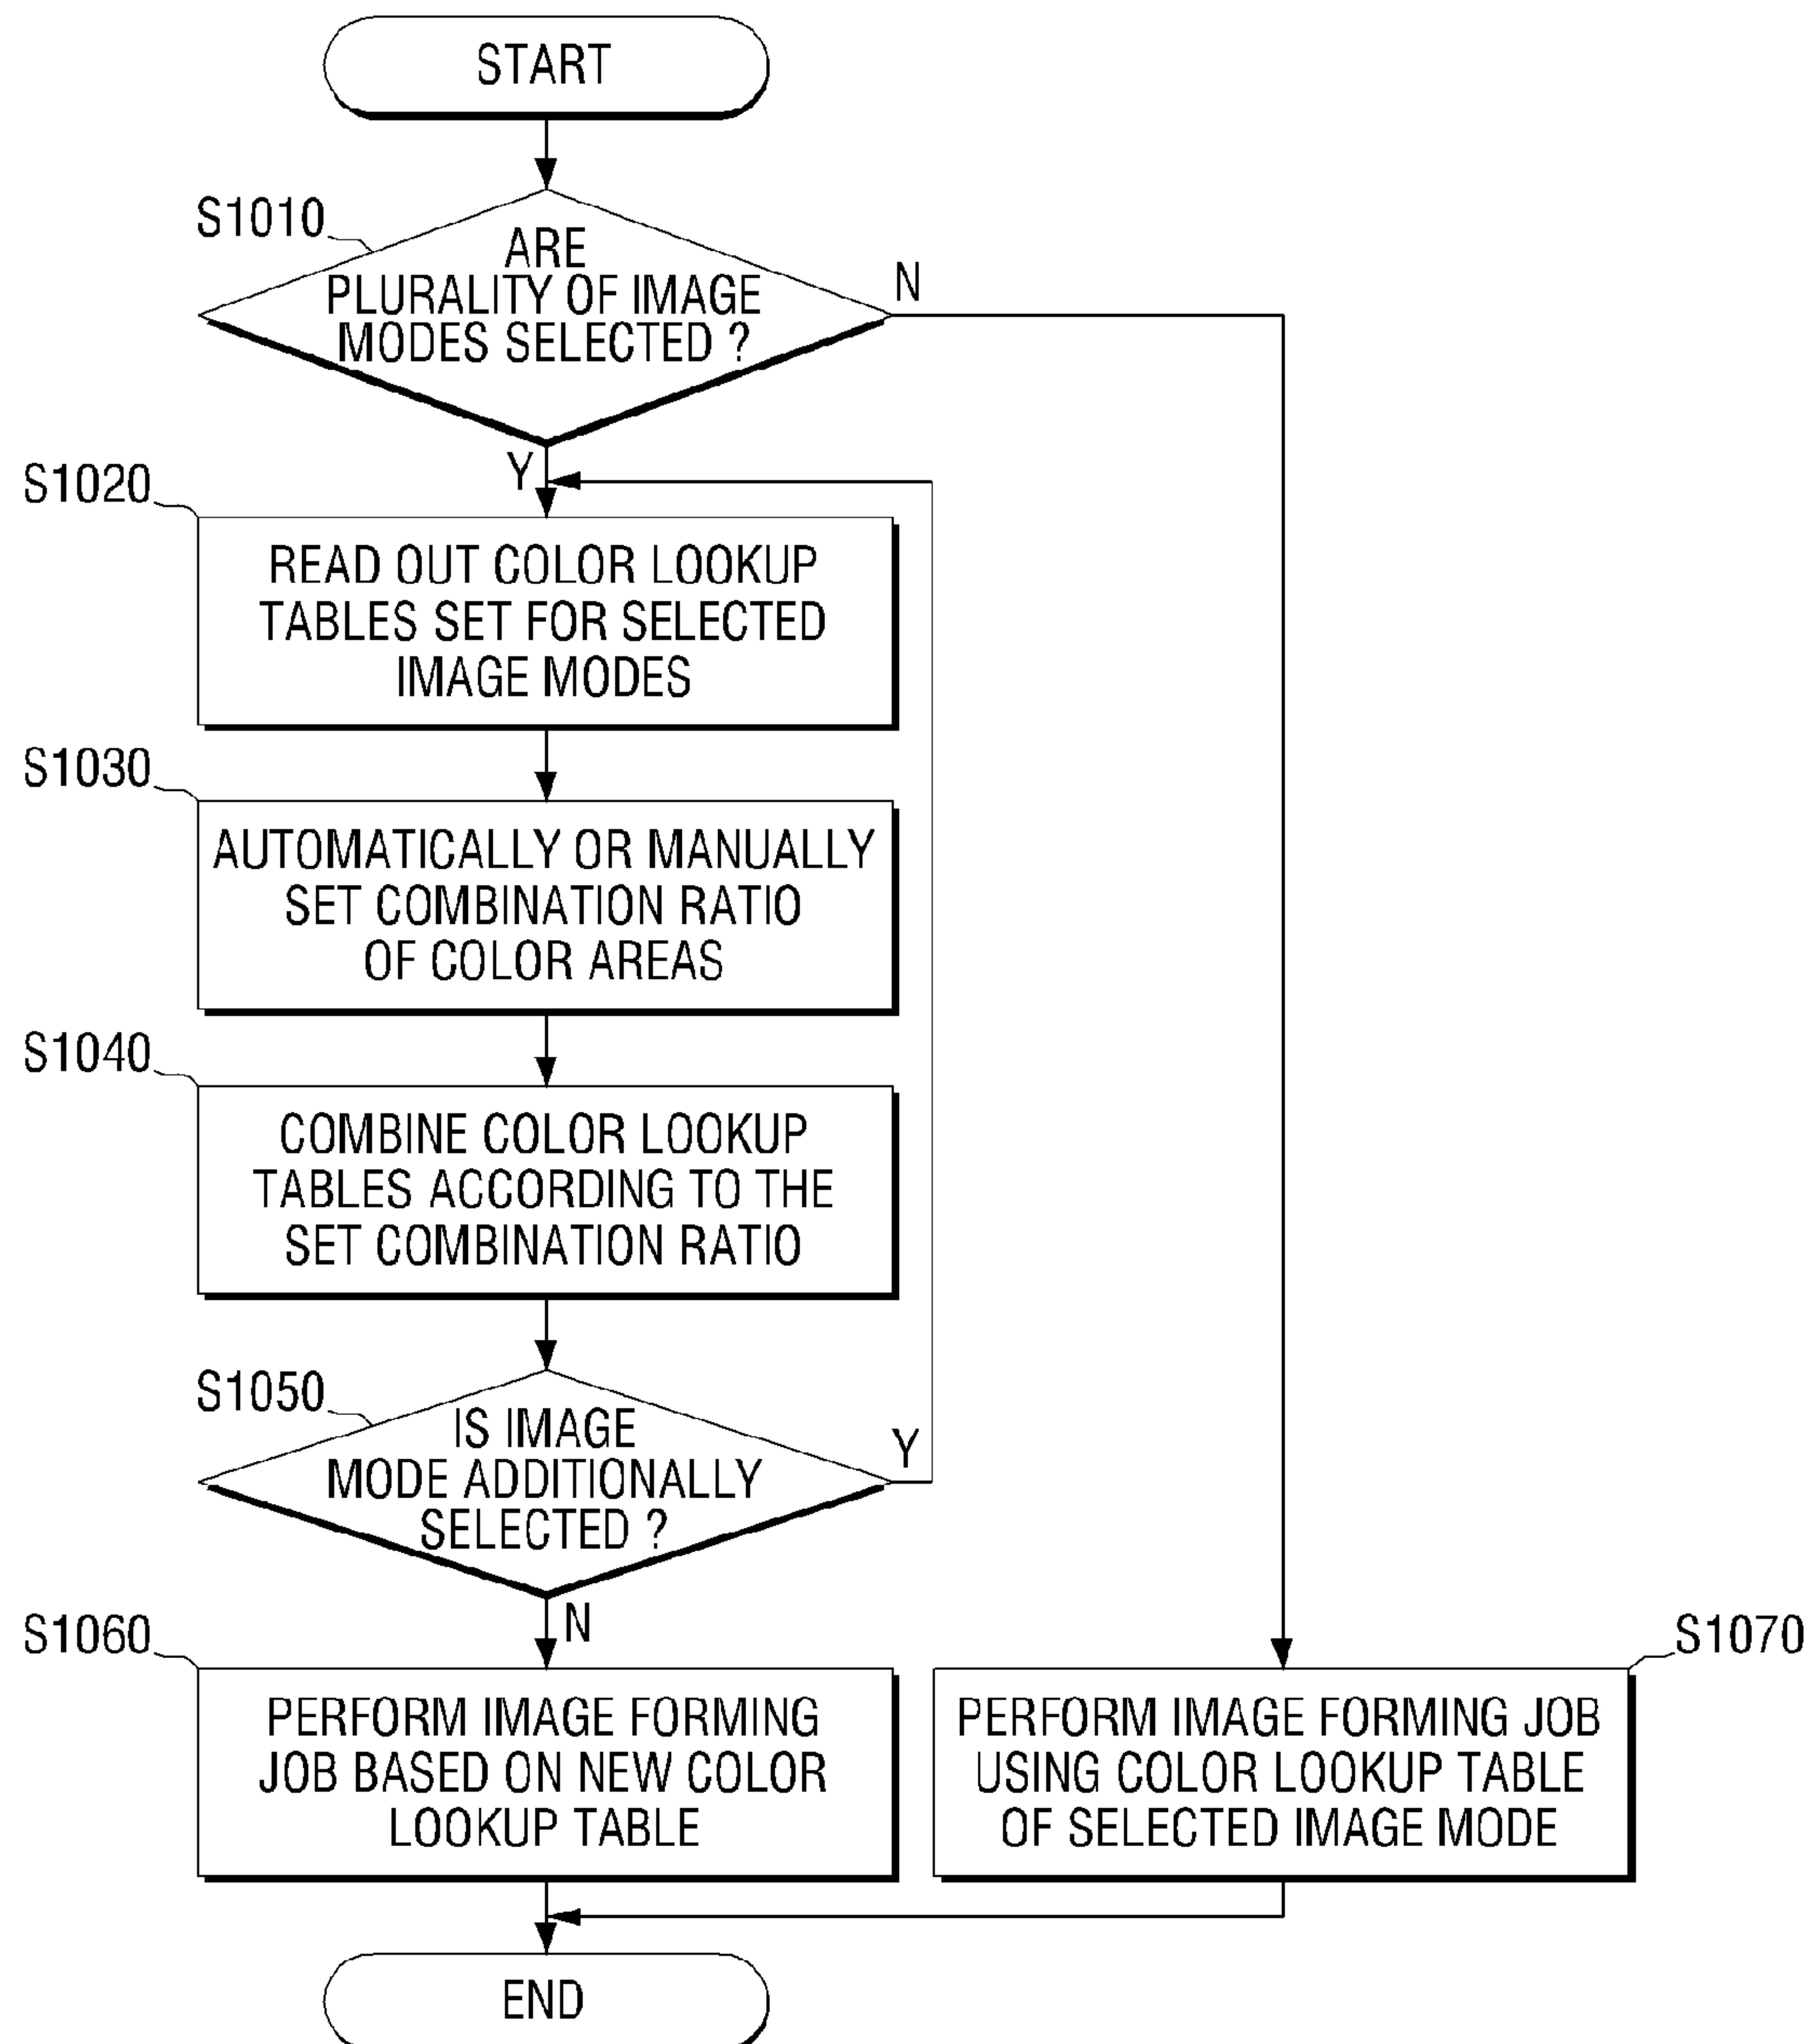 START
S1010
ARE
PLURALITY OF IMAGE
MODES SELECTED ?
N
Y
S1020
READ OUT COLOR LOOKUP
TABLES SET FOR SELECTED
IMAGE MODES
S1030
AUTOMATICALLY OR MANUALLY
SET COMBINATION RATIO
OF COLOR AREAS
S1040
COMBINE COLOR LOOKUP
TABLES ACCORDING TO THE
SET COMBINATION RATIO
S1050
IS IMAGE
MODE ADDITIONALLY
SELECTED ?
Y
N
S1060
PERFORM IMAGE FORMING
JOB BASED ON NEW COLOR
LOOKUP TABLE
S1070
PERFORM IMAGE FORMING JOB
USING COLOR LOOKUP TABLE
OF SELECTED IMAGE MODE
END